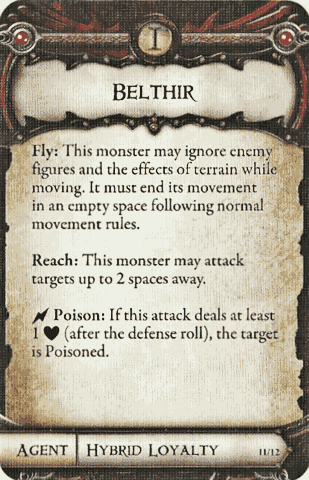 I
Belthir
Fly: This monster may ignore enemy
figures and the effects of terrain while
moving. It must end its movement
in an empty space following normal
movement rules.
Reach: This monster may attack
targets up to 2 spaces away.
Poison: If this attack deals at least
1 ♥ (after the defense roll), the target
is Poisoned.
Agent Hybrid Loyalty 11/12